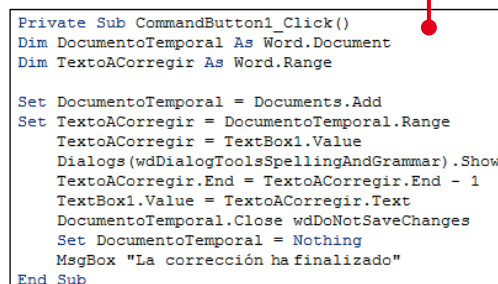 Private Sub CommandButton1_Click()
Dim DocumentoTemporal As Word.Document
Dim TextoACorregir As Word.Range
Set DocumentoTemporal = Documents.Add
Set TextoACorregir = DocumentoTemporal.Range
TextoACorregir = TextBox1.Value
Dialogs(wdDialogToolsSpellingAndGrammar).Show
TextoACorregir.End = TextoACorregir.End - 1
TextBox1.Value = TextoACorregir.Text
DocumentoTemporal.Close wdDoNotSaveChanges
Set DocumentoTemporal = Nothing
MsgBox "La corrección ha finalizado"
End Sub